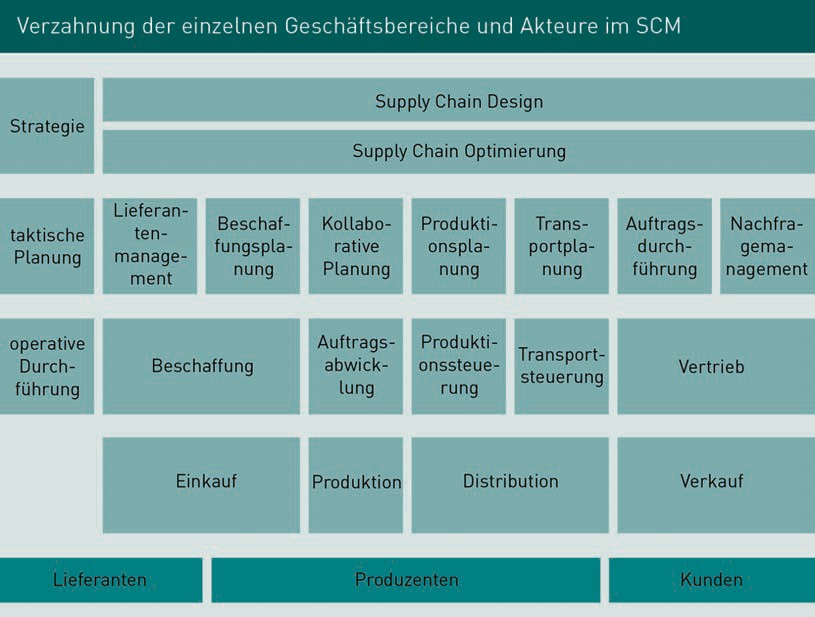 Verzahnung der einzelnen Geschäftsbereiche und Akteure im SCM
Strategie
Supply Chain Design
Supply Chain Optimierung
taktische
Planung
Lieferan-
ten-
manage-
ment
Beschaf-
fungspla-
nung
Kollabo-
rative
Planung
Produkti-
onspla-
nung
Trans-
portpla-
nung
Auftrags-
durch-
führung
Nachfra-
gema-
nagement
operative
Durch-
führung
Beschaffung
Auftrags-
abwick-
lung
Produkti-
onssteue-
rung
Transport-
steuerung
Vertrieb
Einkauf
Produktion
Distribution
Verkauf
Lieferanten
Produzenten
Kunden